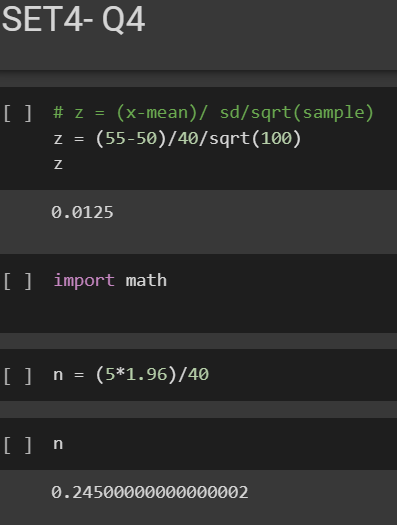 SET4- Q4
[ ] # z = (x-mean)/ sd/sqrt(sample)
z = (55-50)/40/sqrt(100)
z
0.0125
[ ] import math
[ ] n = (5*1.96)/40
[ ] n
0.24500000000000002